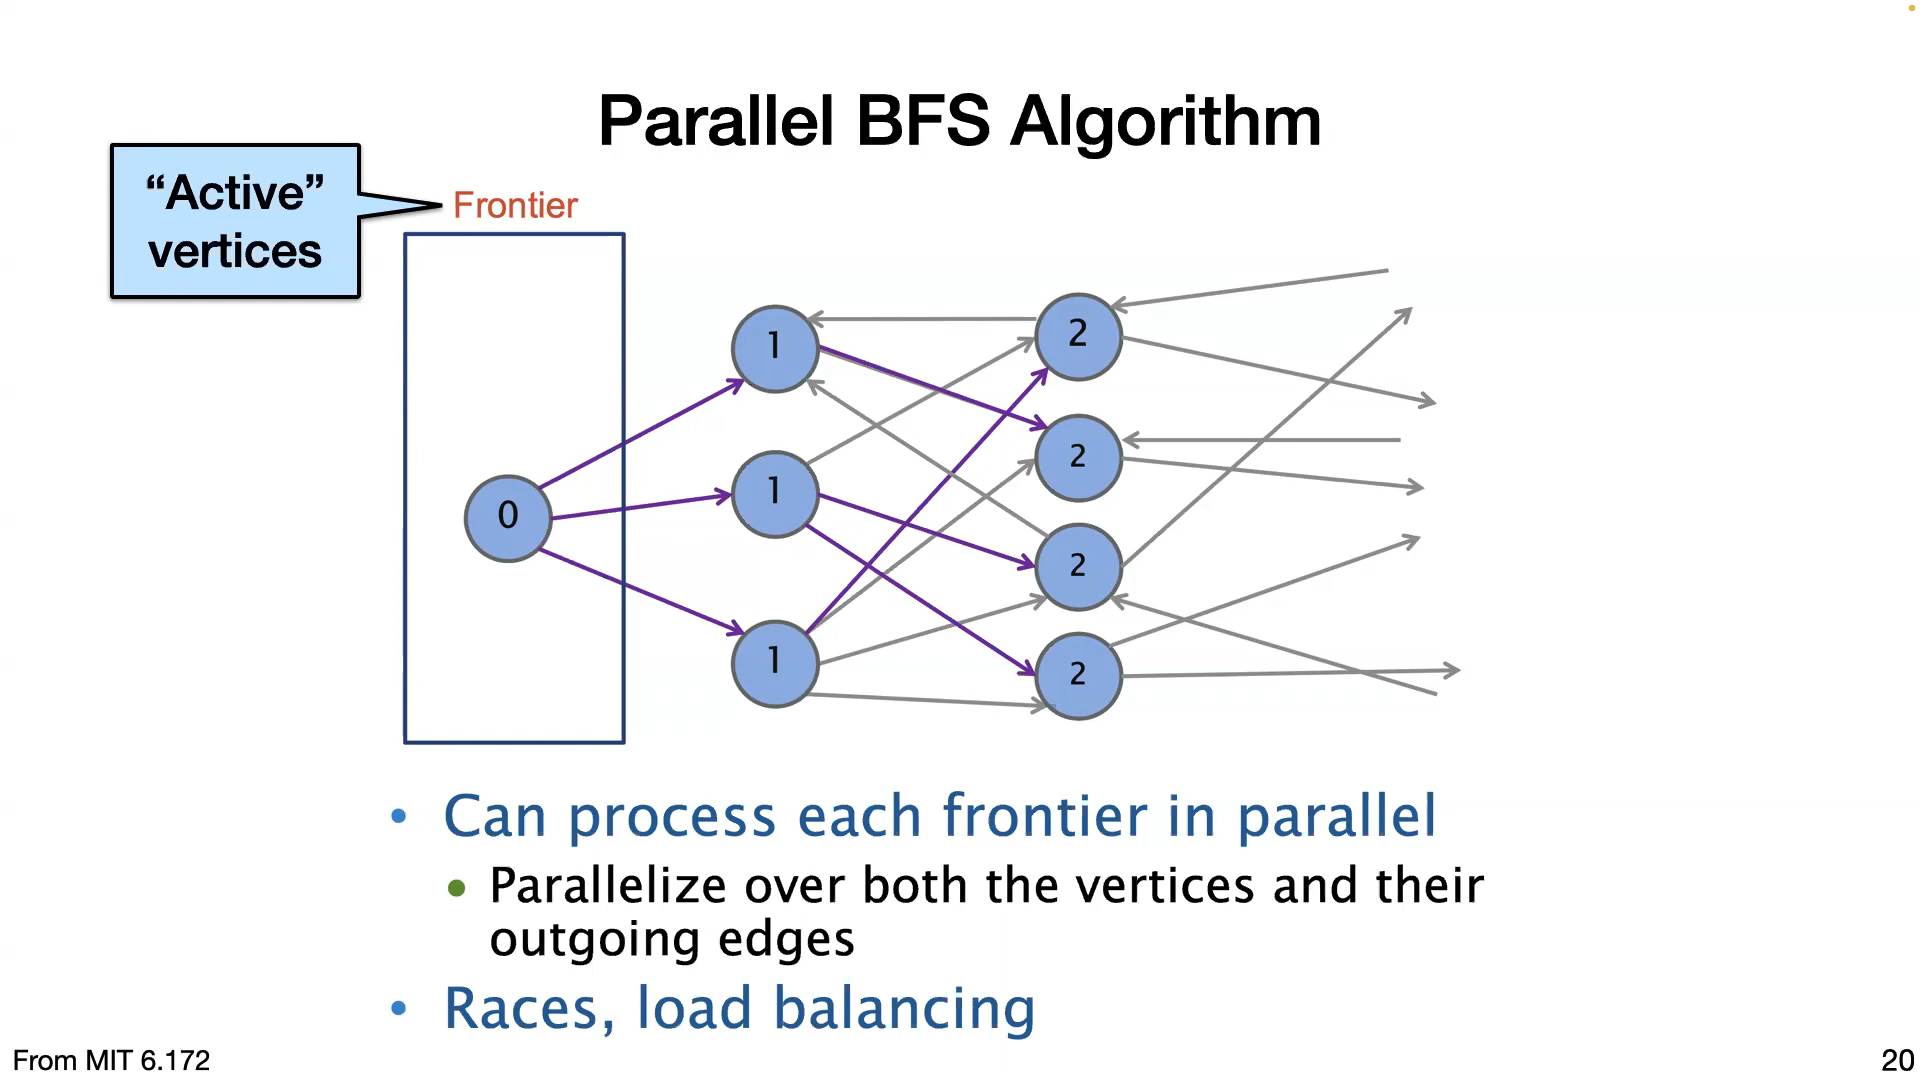 Parallel BFS Algorithm
“Active”
vertices
Frontier
0
1
1
1
2
2
2
2
• Can process each frontier in parallel
• Parallelize over both the vertices and their
outgoing edges
• Races, load balancing
From MIT 6.172
20